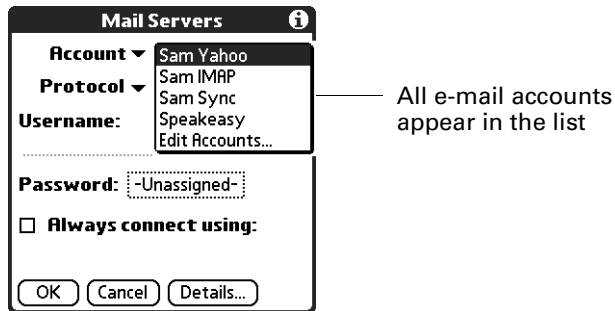 Mail Servers
Account
Sam Yahoo
Sam IMAP
Protocol
Sam Sync
Username:
Speakeasy
Edit Accounts...
Password: -Unassigned-
Always connect using:
OK Cancel Details...
All e-mail accounts
appear in the list